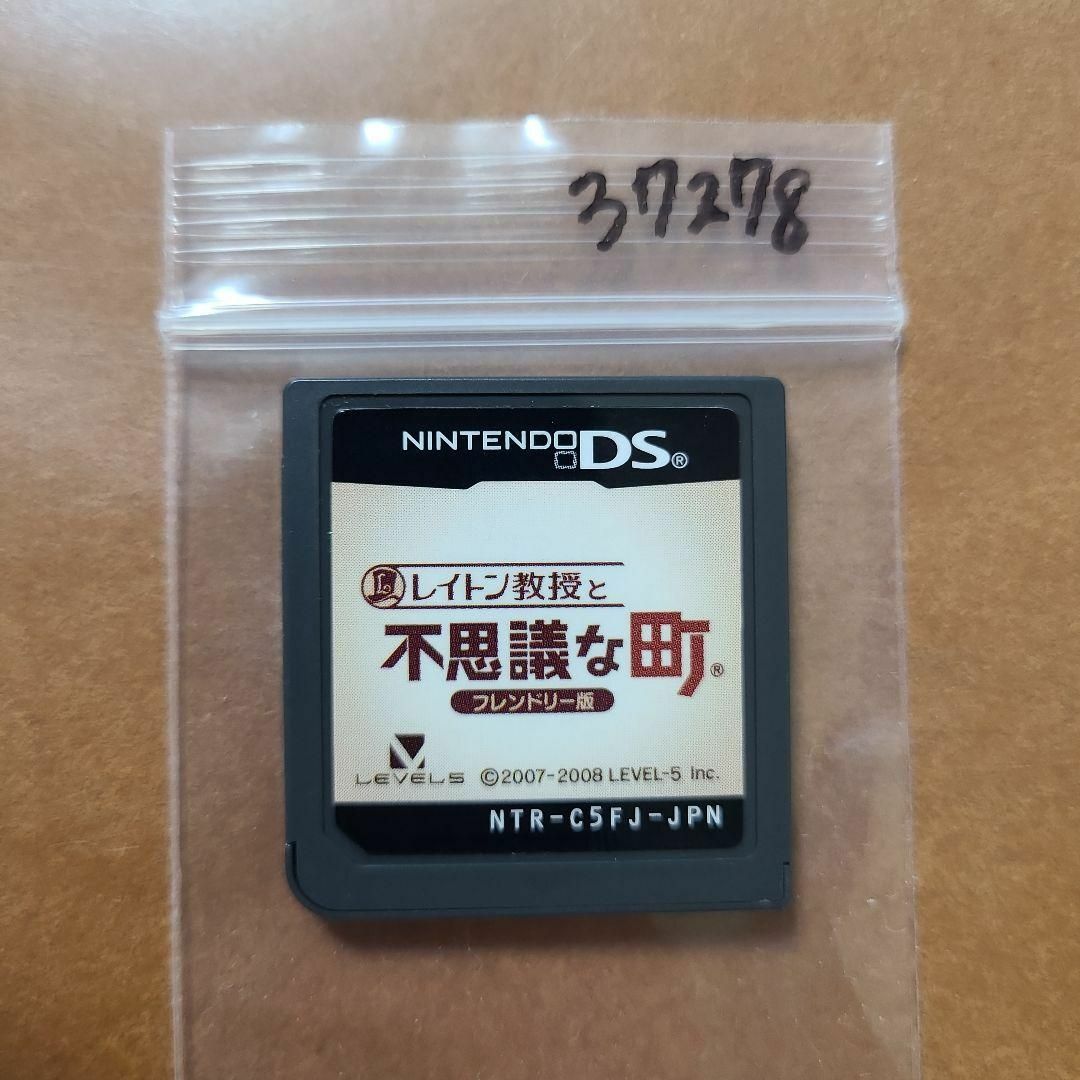 37278
NINTENDO DS®
レイトン教授と
不思議な町®
フレンドリー版
LEVEL5 ©2007-2008 LEVEL-5 Inc.
NTR-C5FJ-JPN